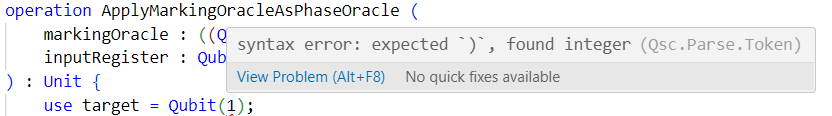 operation ApplyMarkingOracleAsPhaseOracle (
markingOracle : ((Q
syntax error: expected `)`, found integer (Qsc.Parse.Token)
inputRegister : Qub
View Problem (Alt+F8) No quick fixes available
) : Unit {
use target = Qubit(1);